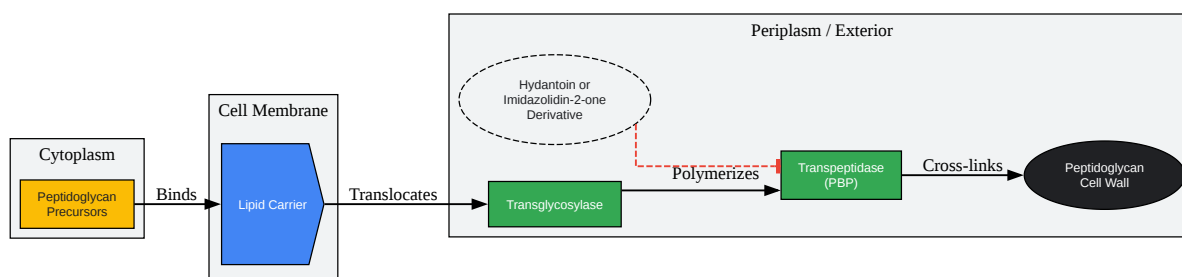 Cytoplasm
Peptidoglycan
Precursors
Binds
Cell Membrane
Lipid Carrier
Translocates
Periplasm / Exterior
Hydantoin or
Imidazolidin-2-one
Derivative
Transglycosylase
Polymerizes
Transpeptidase
(PBP)
Cross-links
Peptidoglycan
Cell Wall